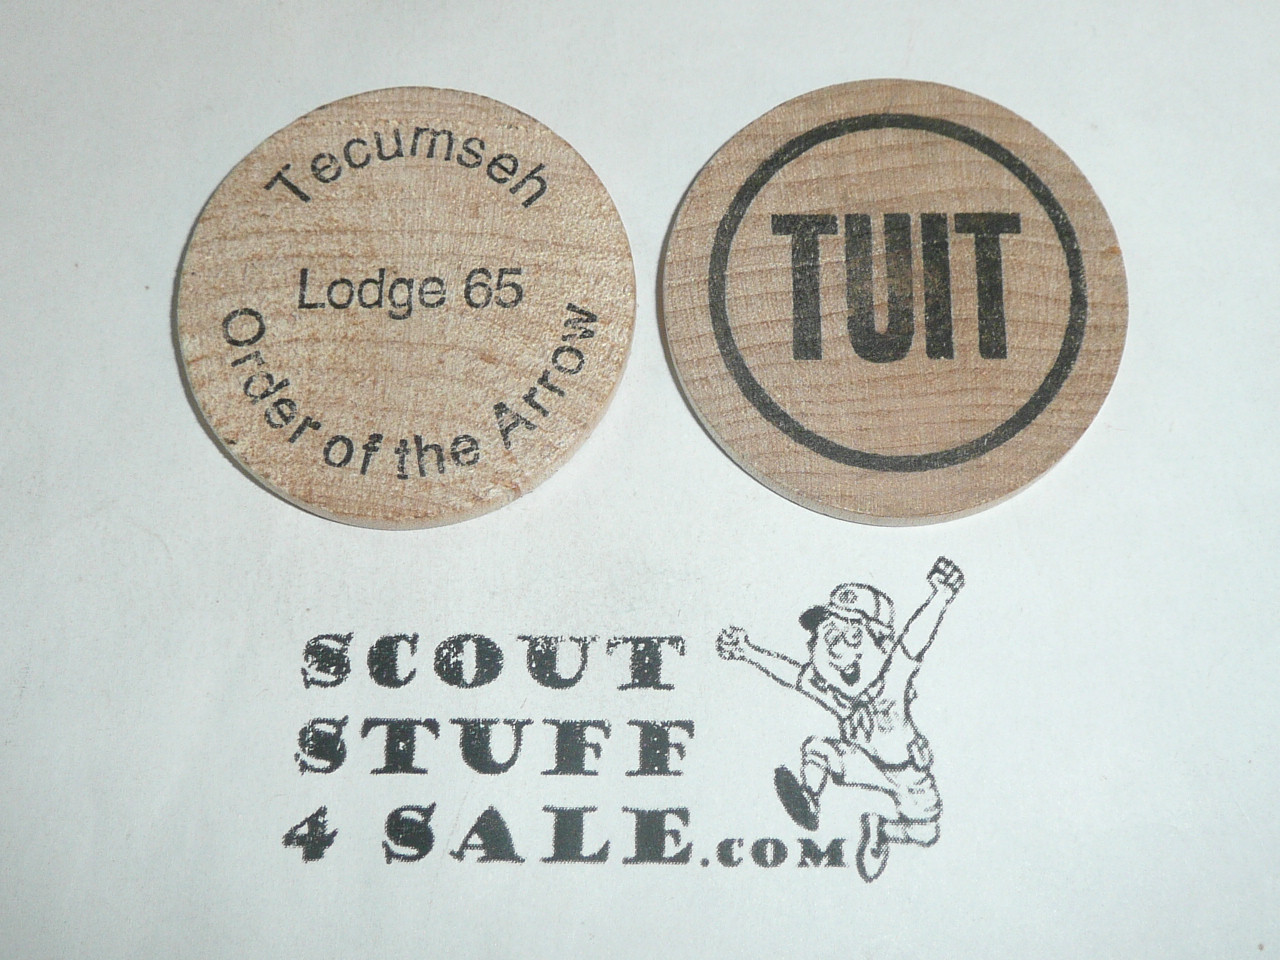 Tecumseh
Lodge 65
Order of the Arrow
TUIT
SCOUT
STUFF
4 SALE.COM